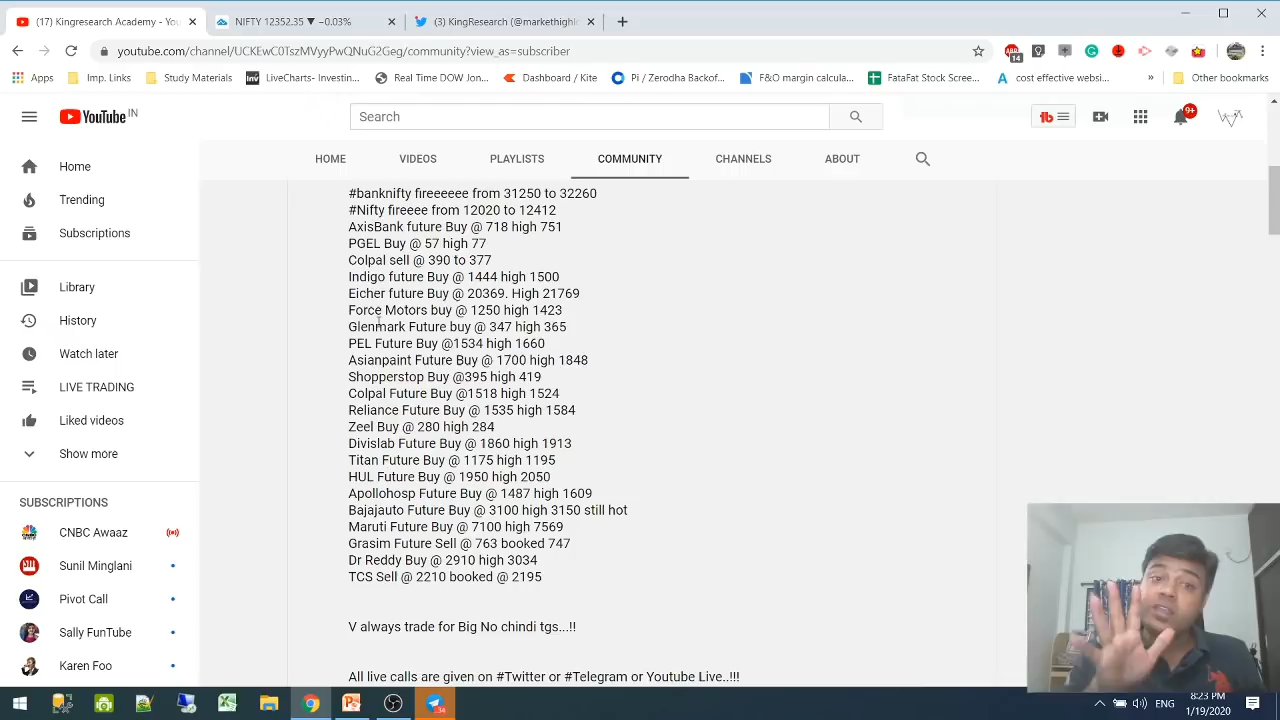 (17) Kingresearch Academy - You
NIFTY 12352.35 ▼ −0.03%
(3) KingResearch (@markethighli
youtube.com/channel/UCKEwC0TszMVyyPwQNuG2Geg/community?view_as=subscriber
14
Apps
Imp. Links
Study Materials
LiveCharts- Investin...
Real Time DOW Jon...
Dashboard / Kite
Pi / Zerodha Backor...
F&O margin calcula...
FataFat Stock Scree...
cost effective websi...
»
Other bookmarks
YouTube IN
Search
9+
HOME
VIDEOS
PLAYLISTS
COMMUNITY
CHANNELS
ABOUT
Home
Trending
Subscriptions
Library
History
Watch later
LIVE TRADING
Liked videos
Show more
SUBSCRIPTIONS
CNBC Awaaz
Sunil Minglani
Pivot Call
Sally FunTube
Karen Foo
#banknifty fireeeeee from 31250 to 32260
#Nifty fireeee from 12020 to 12412
AxisBank future Buy @ 718 high 751
PGEL Buy @ 57 high 77
Colpal sell @ 390 to 377
Indigo future Buy @ 1444 high 1500
Eicher future Buy @ 20369. High 21769
Force Motors buy @ 1250 high 1423
Glenmark Future buy @ 347 high 365
PEL Future Buy @1534 high 1660
Asianpaint Future Buy @ 1700 high 1848
Shopperstop Buy @395 high 419
Colpal Future Buy @1518 high 1524
Reliance Future Buy @ 1535 high 1584
Zeel Buy @ 280 high 284
Divislab Future Buy @ 1860 high 1913
Titan Future Buy @ 1175 high 1195
HUL Future Buy @ 1950 high 2050
Apollohosp Future Buy @ 1487 high 1609
Bajajauto Future Buy @ 3100 high 3150 still hot
Maruti Future Buy @ 7100 high 7569
Grasim Future Sell @ 763 booked 747
Dr Reddy Buy @ 2910 high 3034
TCS Sell @ 2210 booked @ 2195
V always trade for Big No chindi tgs...!!
All live calls are given on #Twitter or #Telegram or Youtube Live..!!!
ENG
8:23 PM
1/19/2020